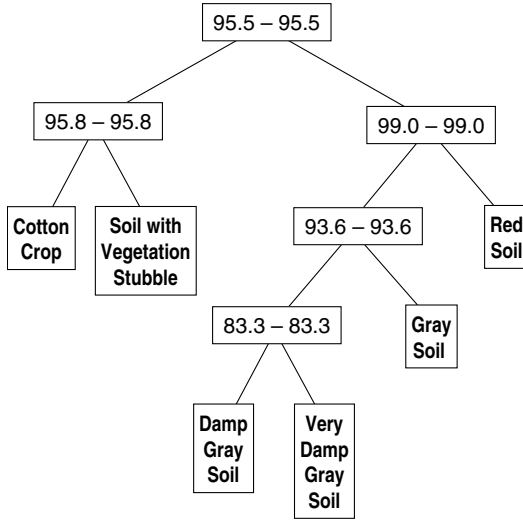 95.5 – 95.5
95.8 – 95.8
99.0 – 99.0
Cotton
Crop
Soil with
Vegetation
Stubble
93.6 – 93.6
Red
Soil
83.3 – 83.3
Gray
Soil
Damp
Gray
Soil
Very
Damp
Gray
Soil